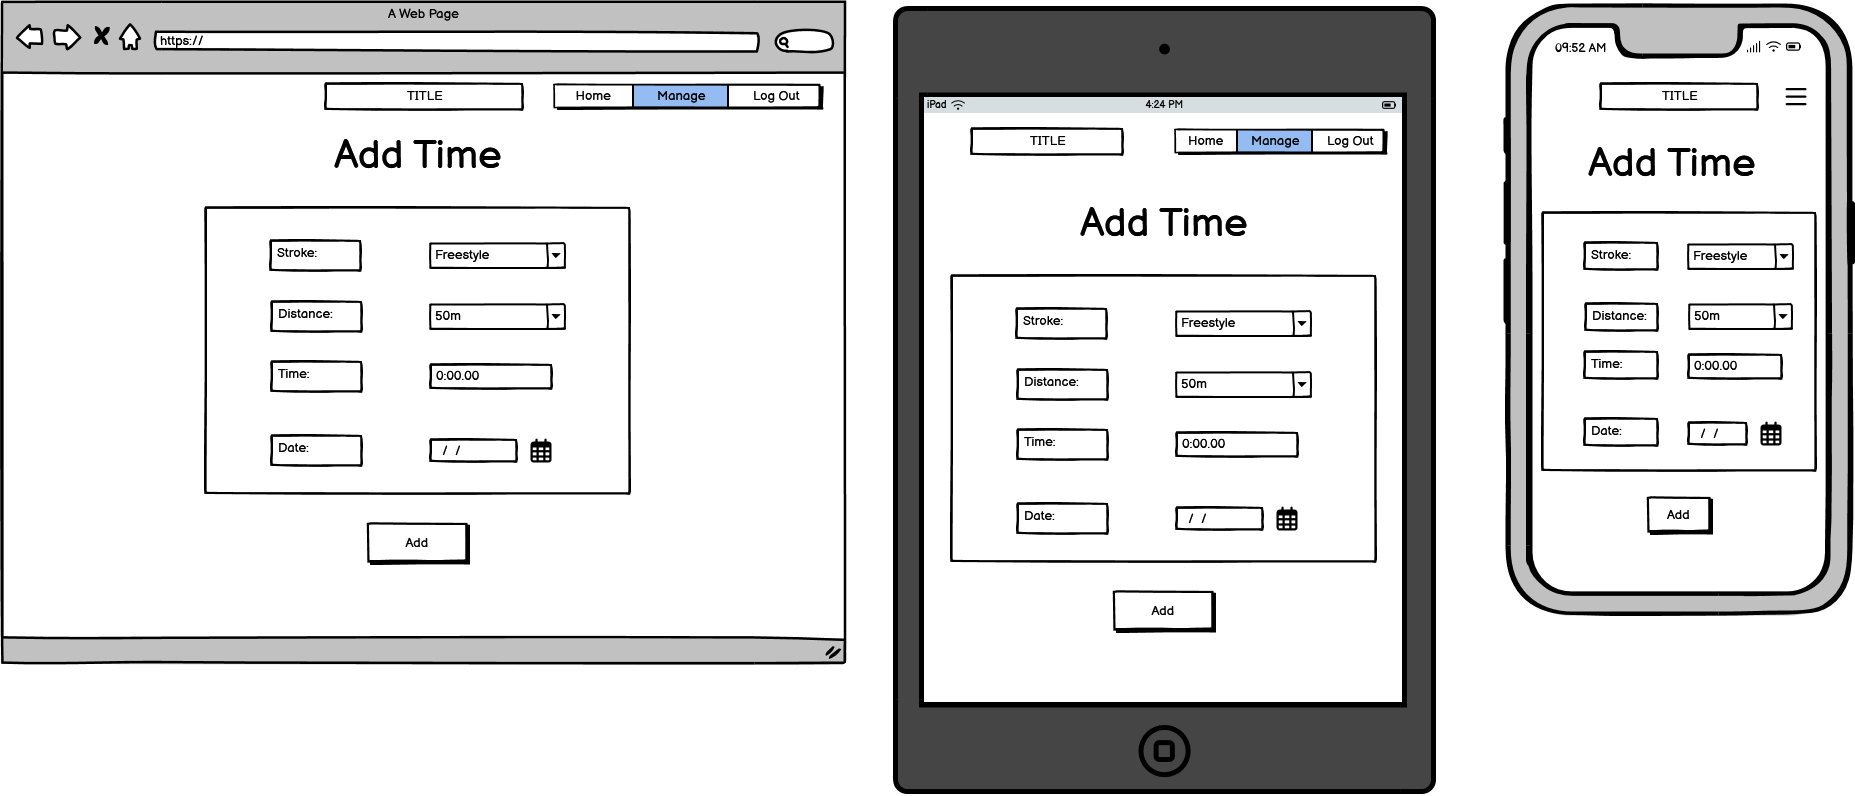 A Web Page
https://
TITLE
Home Manage Log Out
Add Time
Stroke: Freestyle
Distance: 50m
Time: 0:00.00
Date: / /
Add
iPad 4:24 PM
TITLE
Home Manage Log Out
Add Time
Stroke: Freestyle
Distance: 50m
Time: 0:00.00
Date: / /
Add
09:52 AM
TITLE
Add Time
Stroke: Freestyle
Distance: 50m
Time: 0:00.00
Date: / /
Add